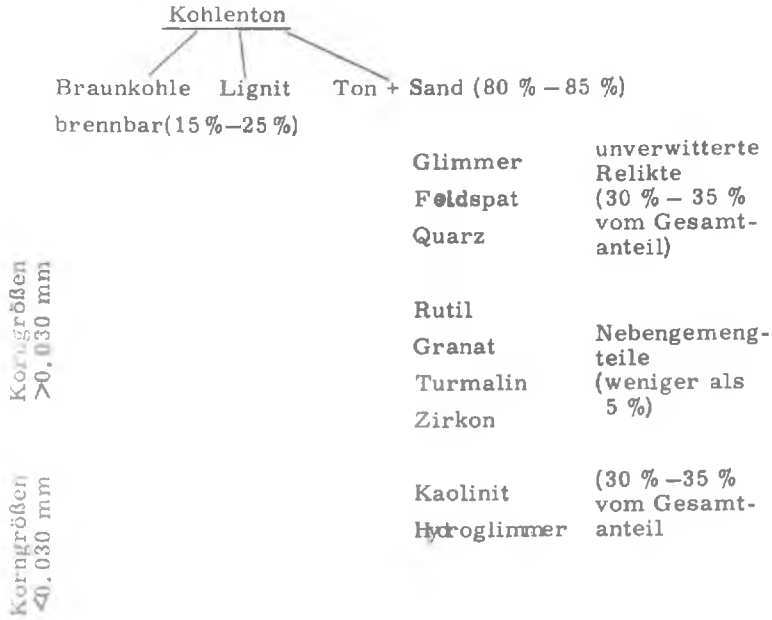 Kohlenton
Braunkohle Lignit Ton + Sand (80 % – 85 %)
brennbar(15 %–25 %)
Glimmer
Feldspat
Quarz
unverwitterte
Relikte
(30 % – 35 %
vom Gesamt-
anteil)
Korngrößen
>0.030 mm
Rutil
Granat
Turmalin
Zirkon
Nebengemeng-
teile
(weniger als
5 %)
Korngrößen
<0.030 mm
Kaolinit
Hydroglimmer
(30 % –35 %
vom Gesamt-
anteil